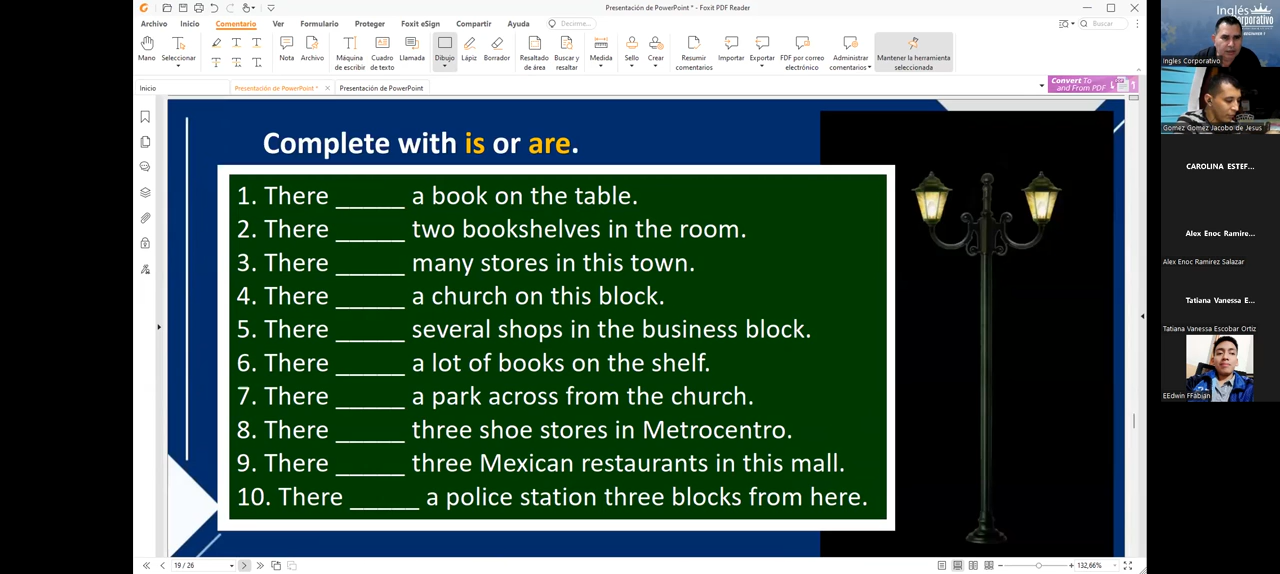 Presentación de PowerPoint * - Foxit PDF Reader
Archivo Inicio Comentario Ver Formulario Proteger Foxit eSign Compartir Ayuda Decirme... Buscar
Mano Seleccionar Nota Archivo Máquina de escribir Cuadro de texto Llamada Dibujo Lápiz Borrador Resaltado de área Buscar y resaltar Medida Sello Crear Resumir comentarios Importar Exportar PDF por correo electrónico Administrar comentarios Mantener la herramienta seleccionada
Inicio Presentación de PowerPoint * Presentación de PowerPoint
Convert To
and From PDF
Complete with is or are.
1. There ______ a book on the table.
2. There ______ two bookshelves in the room.
3. There ______ many stores in this town.
4. There ______ a church on this block.
5. There ______ several shops in the business block.
6. There ______ a lot of books on the shelf.
7. There ______ a park across from the church.
8. There ______ three shoe stores in Metrocentro.
9. There ______ three Mexican restaurants in this mall.
10. There ______ a police station three blocks from here.
19 / 26
132,66%
Inglés
Corporativo
BEGINNER 1
Ingles Corporativo
Gomez Gomez Jacobo de Jesus
CAROLINA ESTEF...
Alex Enoc Ramire...
Alex Enoc Ramirez Salazar
Tatiana Vanessa E...
Tatiana Vanessa Escobar Ortiz
EEdwin FFabian